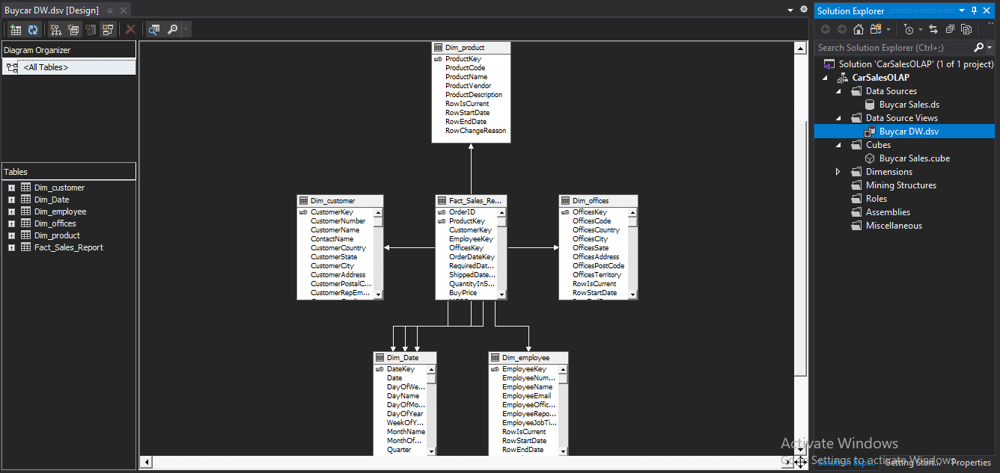 Buycar DW.dsv [Design]
Diagram Organizer
<All Tables>
Tables
Dim_customer
Dim_Date
Dim_employee
Dim_offices
Dim_product
Fact_Sales_Report
Dim_product
ProductKey
ProductCode
ProductName
ProductVendor
ProductDescription
RowIsCurrent
RowStartDate
RowEndDate
RowChangeReason
Dim_customer
CustomerKey
CustomerNumber
CustomerName
ContactName
CustomerCountry
CustomerState
CustomerCity
CustomerAddress
CustomerPostalC...
CustomerRepEm...
Fact_Sales_Re...
OrderID
ProductKey
CustomerKey
EmployeeKey
OfficesKey
OrderDateKey
RequiredDat...
ShippedDate...
QuantityInS...
BuyPrice
Dim_offices
OfficesKey
OfficesCode
OfficesCountry
OfficesCity
OfficesSate
OfficesAddress
OfficesPostCode
OfficesTerritory
RowIsCurrent
RowStartDate
Dim_Date
DateKey
Date
DayOfWe...
DayName
DayOfMo...
DayOfYear
WeekOfY...
MonthName
MonthOf...
Quarter
Dim_employee
EmployeeKey
EmployeeNum...
EmployeeName
EmployeeEmail
EmployeeOffic...
EmployeeRepo...
EmployeeJobTi...
RowIsCurrent
RowStartDate
RowEndDate
Solution Explorer
Search Solution Explorer (Ctrl+;)
Solution 'CarSalesOLAP' (1 of 1 project)
CarSalesOLAP
Data Sources
Buycar Sales.ds
Data Source Views
Buycar DW.dsv
Cubes
Buycar Sales.cube
Dimensions
Mining Structures
Roles
Assemblies
Miscellaneous
Activate Windows
Go to Settings to activate Windows.
Solution Expl... Getting Start... Properties